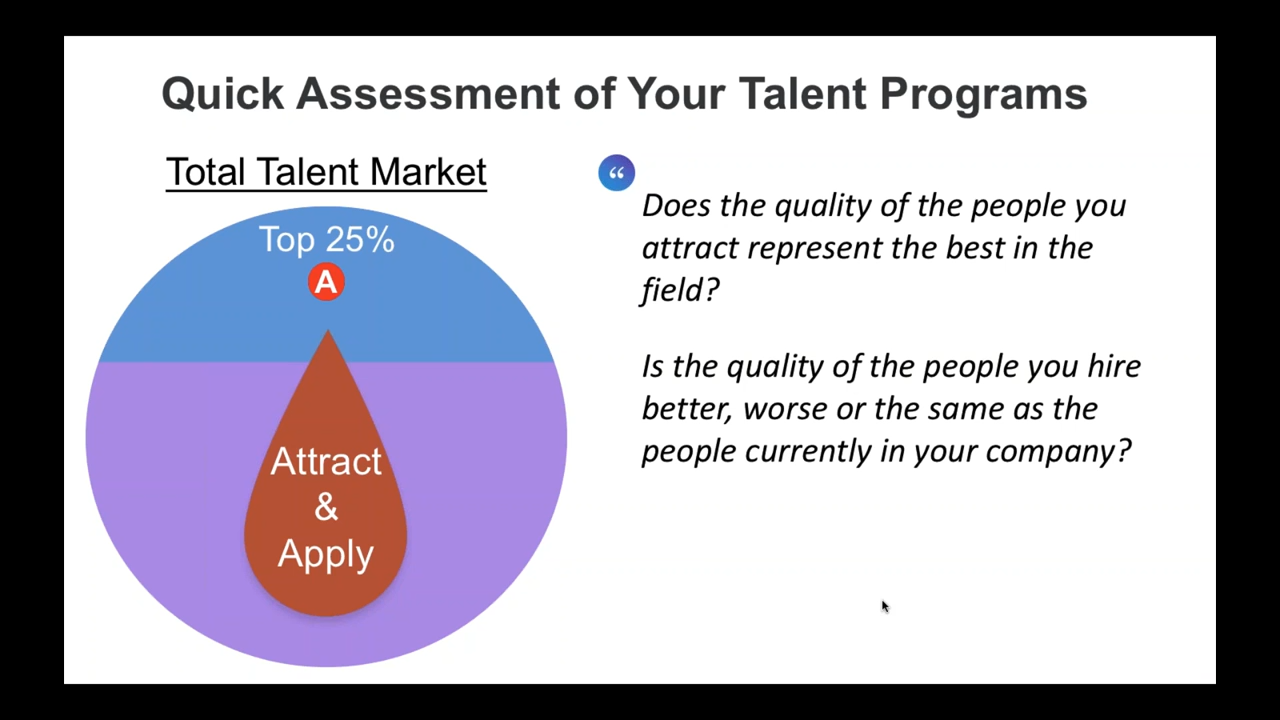 Quick Assessment of Your Talent Programs
Total Talent Market
Top 25%
A
Attract
&
Apply
“
Does the quality of the people you
attract represent the best in the
field?
Is the quality of the people you hire
better, worse or the same as the
people currently in your company?